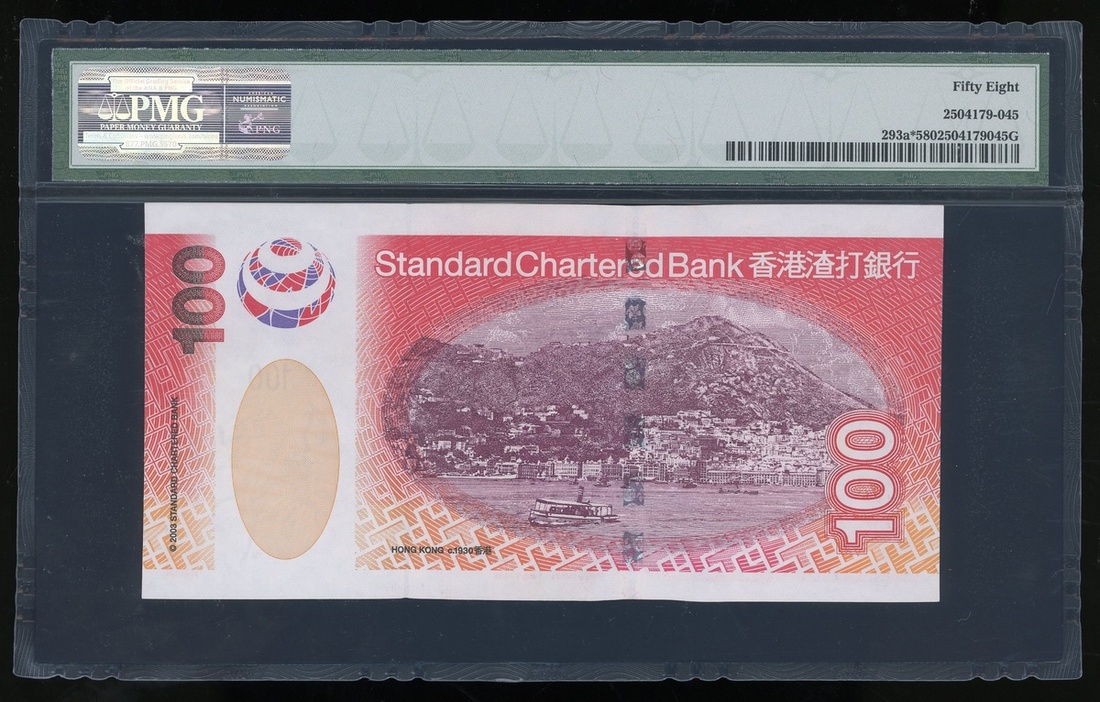 Fifty Eight
2504179-045
293a*5802504179045G
PMG
PAPER MONEY GUARANTY
NUMISMATIC
PNG
Standard Chartered Bank 香港渣打銀行
100
© 2003 STANDARD CHARTERED BANK
100
HONG KONG c.1930 香港